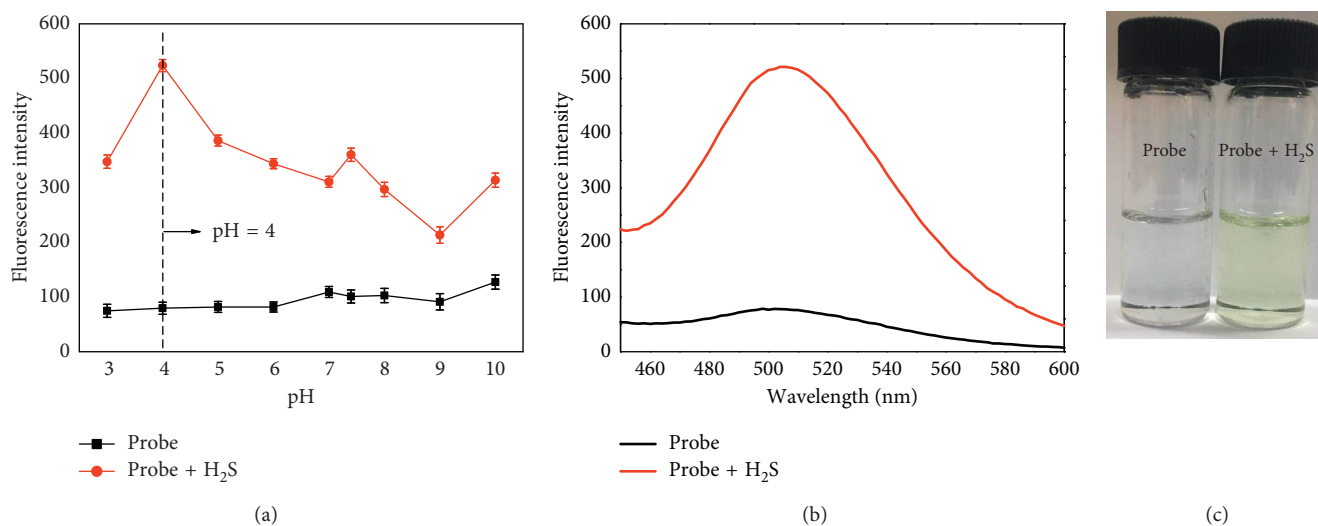 600
500
400
300
200
100
0
Fluorescence intensity
pH = 4
3 4 5 6 7 8 9 10
pH
Probe
Probe + H₂S
(a)
600
500
400
300
200
100
0
Fluorescence intensity
460 480 500 520 540 560 580 600
Wavelength (nm)
Probe
Probe + H₂S
(b)
Probe
Probe + H₂S
(c)